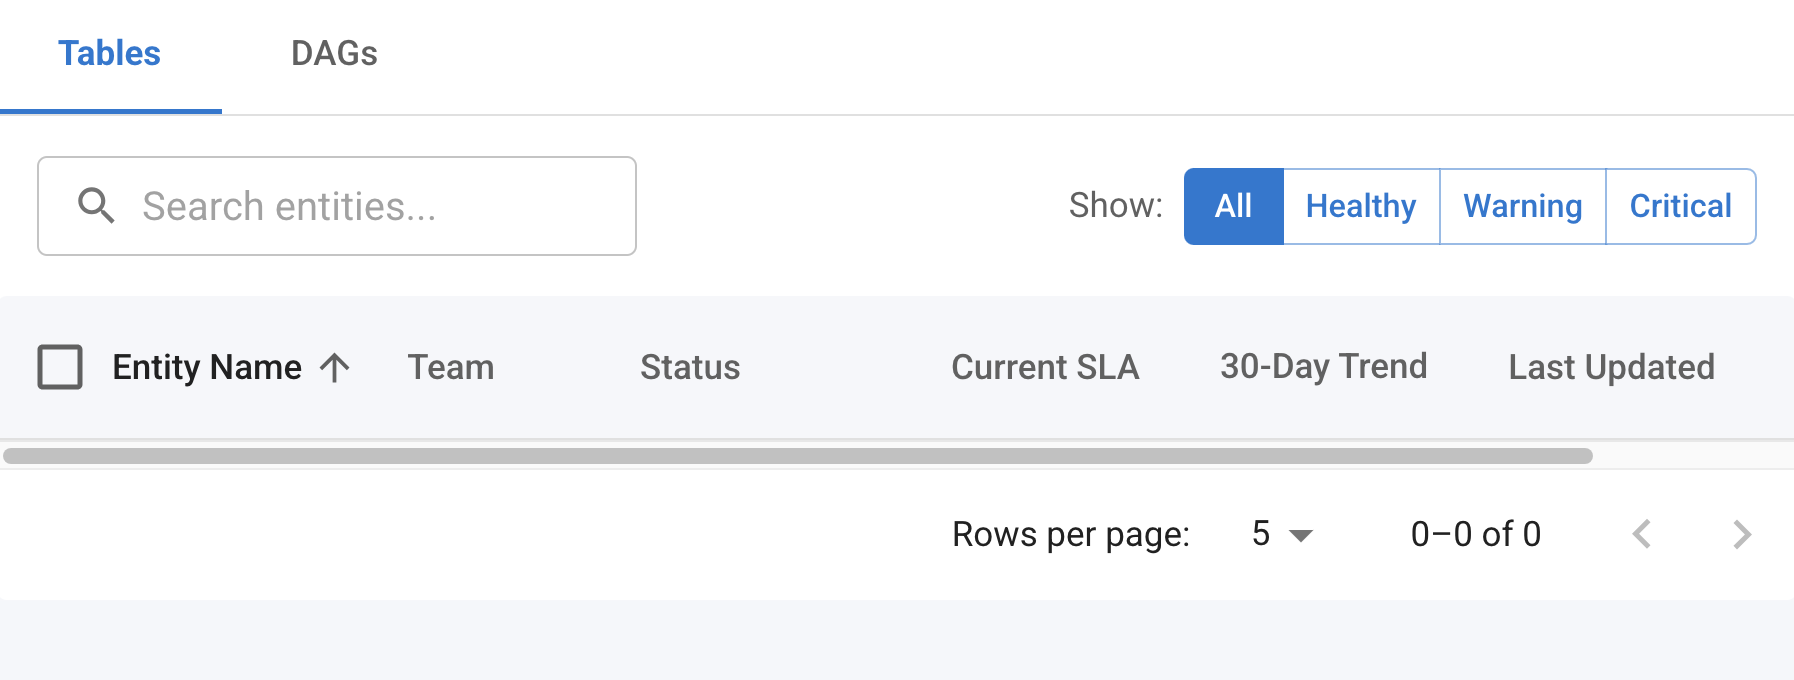 Tables DAGs
Search entities...
Show: All Healthy Warning Critical
Entity Name Team Status Current SLA 30-Day Trend Last Updated
Rows per page: 5 0–0 of 0